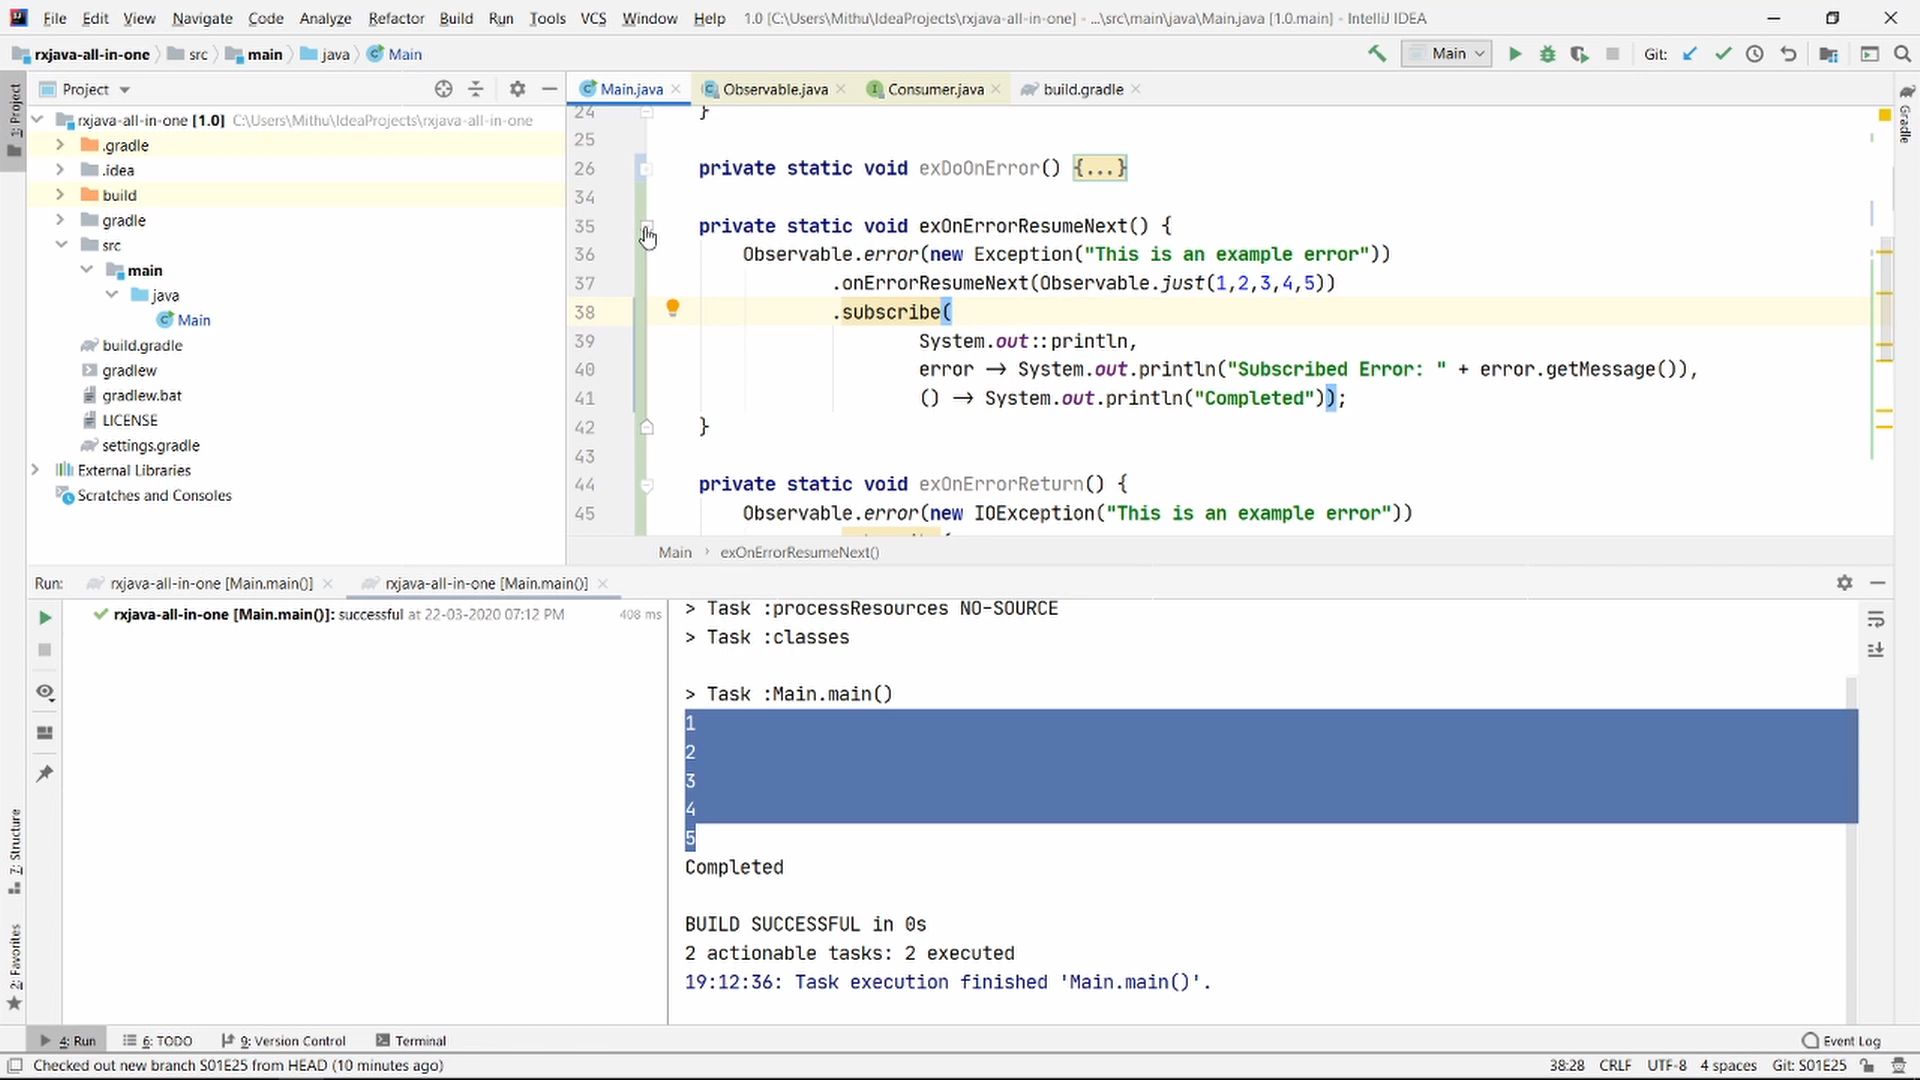 File Edit View Navigate Code Analyze Refactor Build Run Tools VCS Window Help 1.0 [C:\Users\Mithu\IdeaProjects\rxjava-all-in-one] - ...\src\main\java\Main.java [1.0.main] - IntelliJ IDEA
rxjava-all-in-one src main java Main Main Git:
Project Main.java Observable.java Consumer.java build.gradle
1: Project
Gradle
rxjava-all-in-one [1.0] C:\Users\Mithu\IdeaProjects\rxjava-all-in-one
.gradle
.idea
build
gradle
src
main
java
Main
build.gradle
gradlew
gradlew.bat
LICENSE
settings.gradle
External Libraries
Scratches and Consoles
24 }
25
26 private static void exDoOnError() {...}
34
35 private static void exOnErrorResumeNext() {
36 Observable.error(new Exception("This is an example error"))
37 .onErrorResumeNext(Observable.just(1,2,3,4,5))
38 .subscribe(
39 System.out::println,
40 error → System.out.println("Subscribed Error: " + error.getMessage()),
41 () → System.out.println("Completed"));
42 }
43
44 private static void exOnErrorReturn() {
45 Observable.error(new IOException("This is an example error"))
Main › exOnErrorResumeNext()
Run: rxjava-all-in-one [Main.main()] rxjava-all-in-one [Main.main()]
rxjava-all-in-one [Main.main()]: successful at 22-03-2020 07:12 PM 408 ms
> Task :processResources NO-SOURCE
> Task :classes
> Task :Main.main()
1
2
3
4
5
Completed
BUILD SUCCESSFUL in 0s
2 actionable tasks: 2 executed
19:12:36: Task execution finished 'Main.main()'.
7: Structure
2: Favorites
4: Run 6: TODO 9: Version Control Terminal Event Log
Checked out new branch S01E25 from HEAD (10 minutes ago) 38:28 CRLF UTF-8 4 spaces Git: S01E25